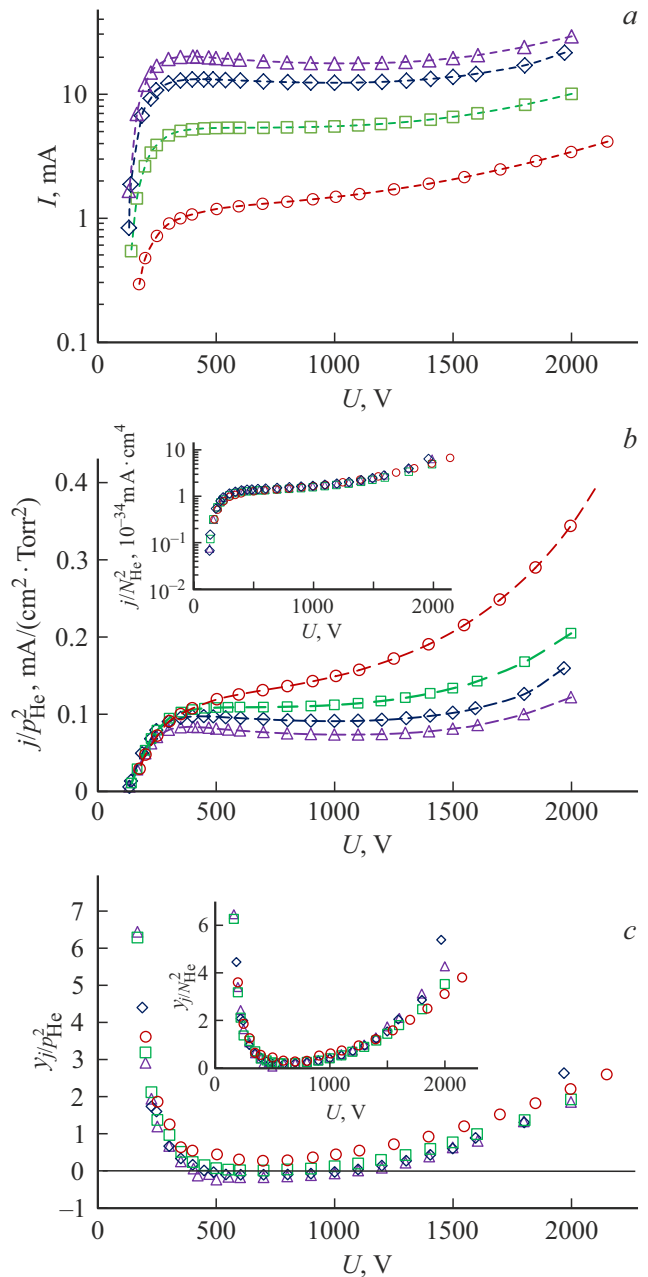 a
10
1
0.1
I, mA
0 500 1000 1500 2000
U, V
b
0.4
0.3
0.2
0.1
0
j/p²He, mA/(cm² · Torr²)
0 500 1000 1500 2000
U, V
10
1
10⁻¹
10⁻²
j/N²He, 10⁻³⁴ mA · cm⁴
0 1000 2000
U, V
c
7
6
5
4
3
2
1
0
−1
yj/p²He
0 500 1000 1500 2000
U, V
6
4
2
0
yj/N²He
0 1000 2000
U, V